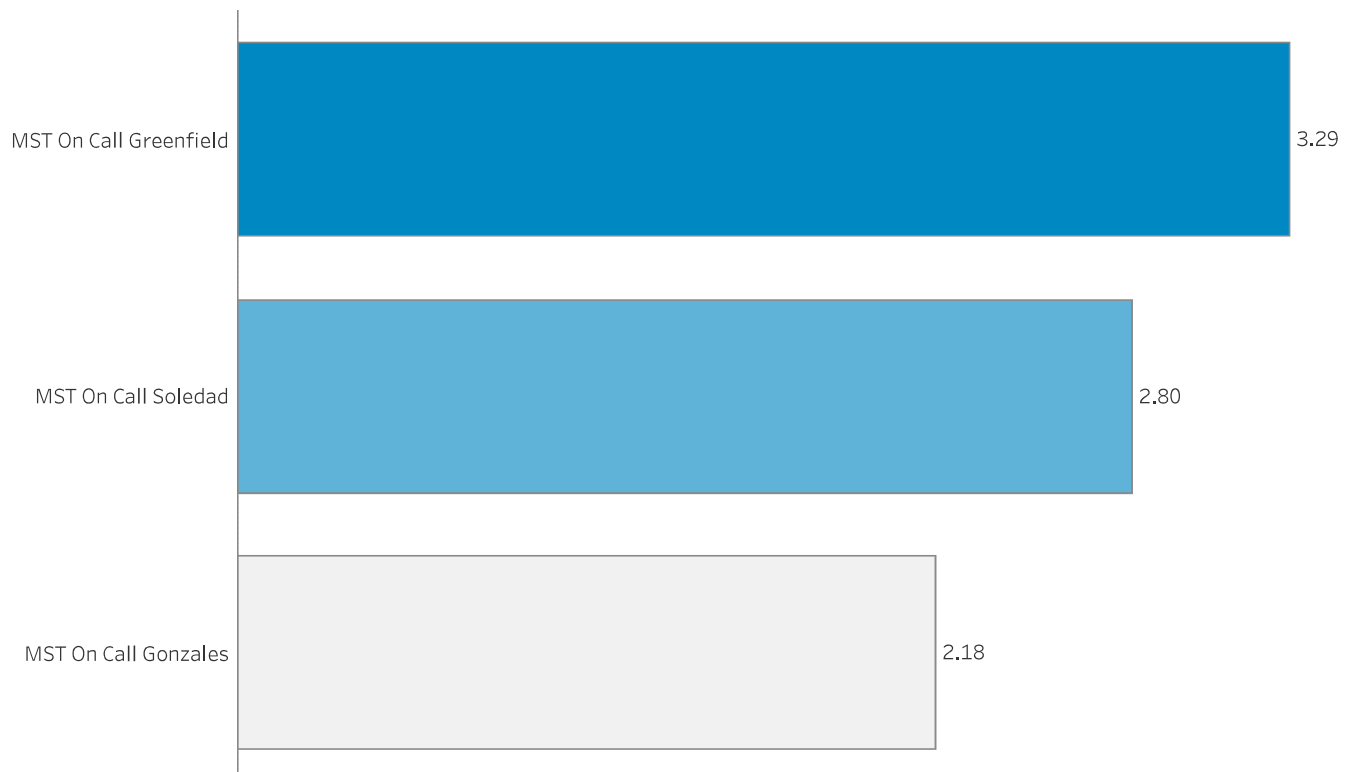 MST On Call Greenfield
3.29
MST On Call Soledad
2.80
MST On Call Gonzales
2.18